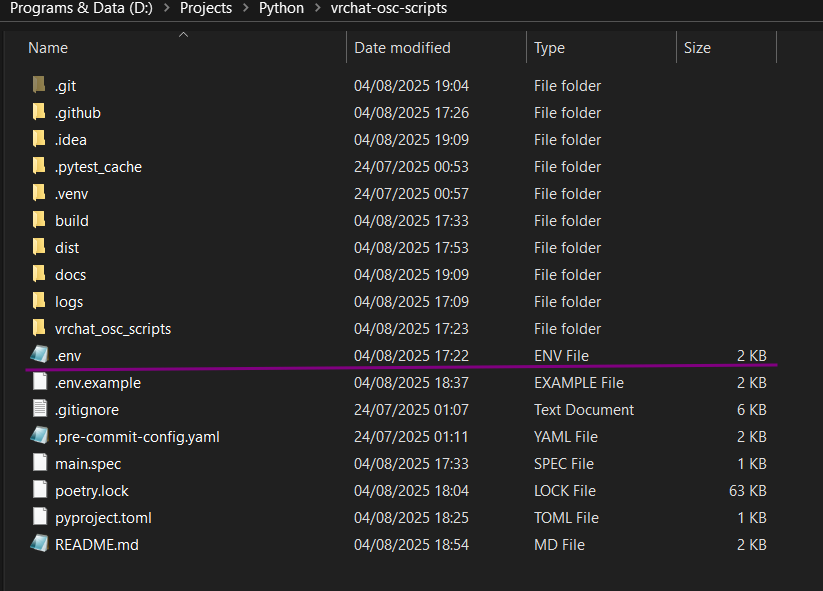 Programs & Data (D:) > Projects > Python > vrchat-osc-scripts
Name Date modified Type Size
.git 04/08/2025 19:04 File folder
.github 04/08/2025 17:26 File folder
.idea 04/08/2025 19:09 File folder
.pytest_cache 24/07/2025 00:53 File folder
.venv 24/07/2025 00:57 File folder
build 04/08/2025 17:33 File folder
dist 04/08/2025 17:53 File folder
docs 04/08/2025 19:09 File folder
logs 04/08/2025 17:09 File folder
vrchat_osc_scripts 04/08/2025 17:23 File folder
.env 04/08/2025 17:22 ENV File 2 KB
.env.example 04/08/2025 18:37 EXAMPLE File 2 KB
.gitignore 24/07/2025 01:07 Text Document 6 KB
.pre-commit-config.yaml 24/07/2025 01:11 YAML File 2 KB
main.spec 04/08/2025 17:33 SPEC File 1 KB
poetry.lock 04/08/2025 18:04 LOCK File 63 KB
pyproject.toml 04/08/2025 18:25 TOML File 1 KB
README.md 04/08/2025 18:54 MD File 2 KB